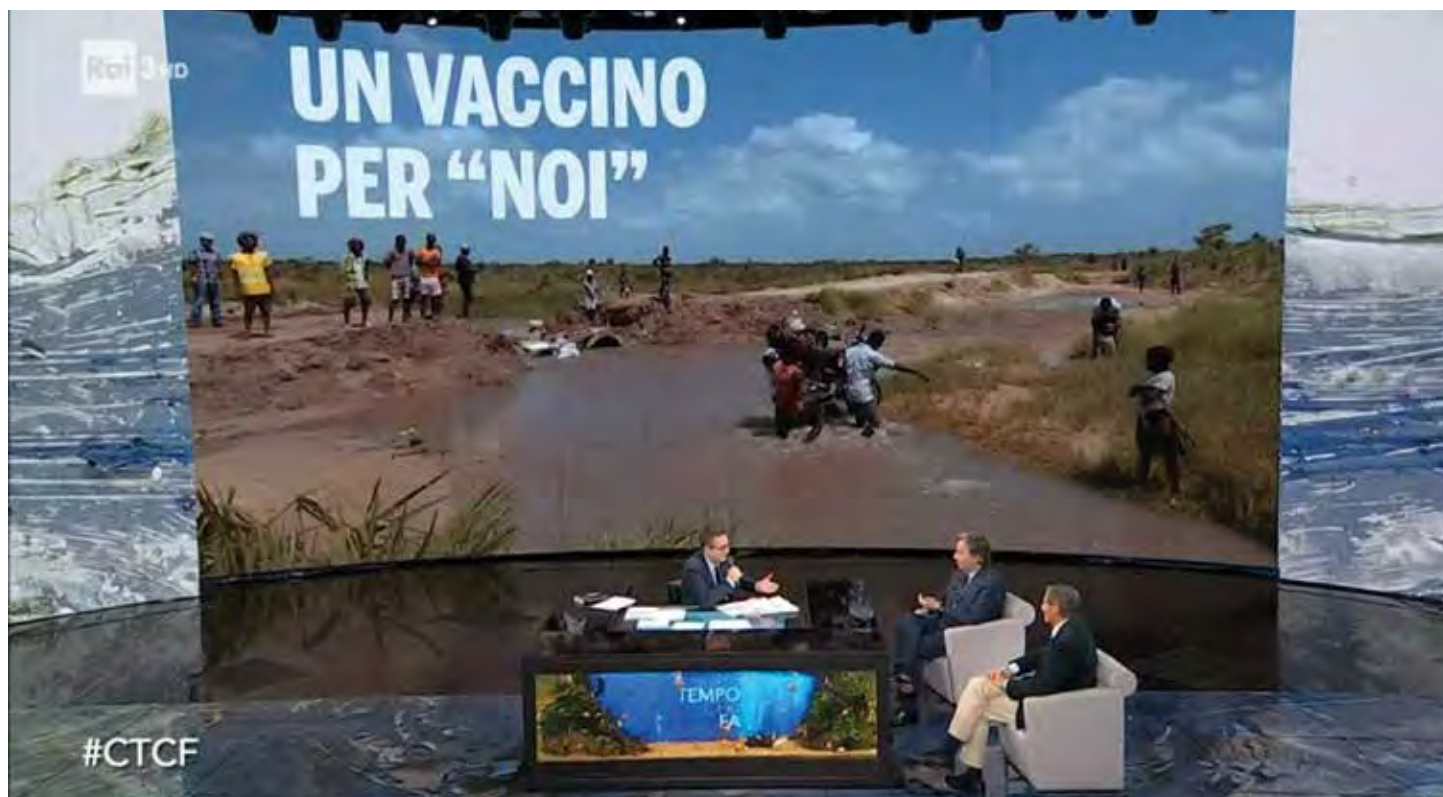 Rai 3 HD
UN VACCINO
PER “NOI”
TEMPO
FA
#CTCF